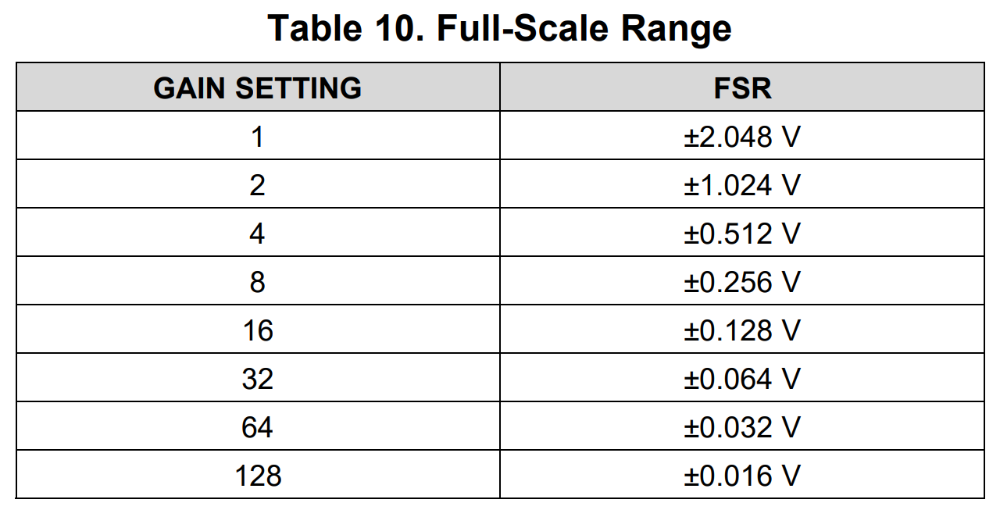 Table 10. Full-Scale Range
GAIN SETTING FSR
1 ±2.048 V
2 ±1.024 V
4 ±0.512 V
8 ±0.256 V
16 ±0.128 V
32 ±0.064 V
64 ±0.032 V
128 ±0.016 V